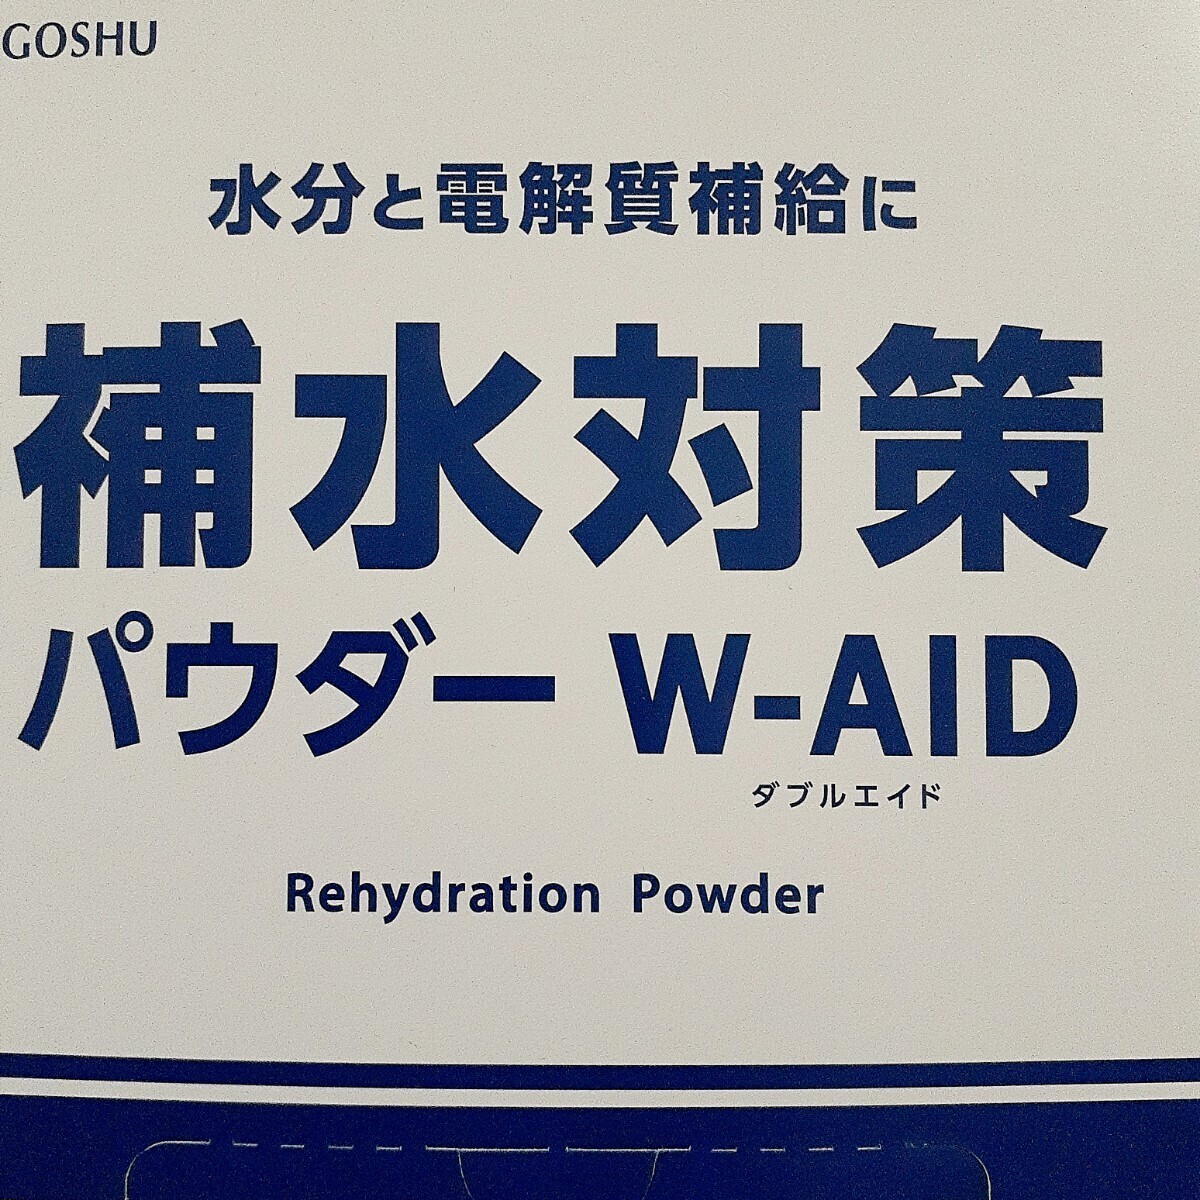 GOSHU
水分と電解質補給に
補水対策
パウダー W-AID
ダブルエイド
Rehydration Powder